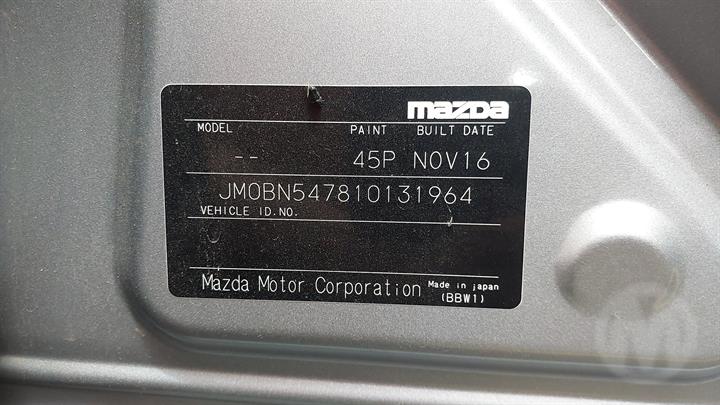 mazda
MODEL PAINT BUILT DATE
-- 45P NOV16
JM0BN547810131964
VEHICLE ID.NO.
Mazda Motor Corporation Made in japan
(BBW1)
M